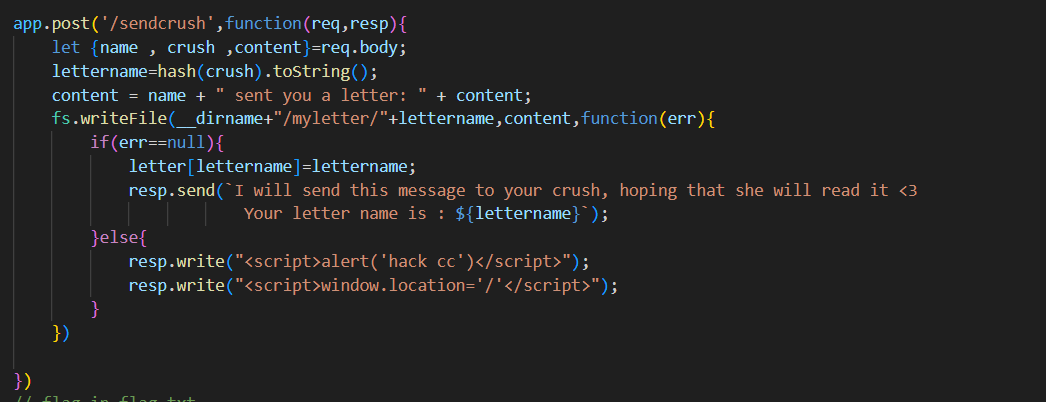 app.post('/sendcrush',function(req,resp){
let {name , crush ,content}=req.body;
lettername=hash(crush).toString();
content = name + " sent you a letter: " + content;
fs.writeFile(__dirname+"/myletter/"+lettername,content,function(err){
if(err==null){
letter[lettername]=lettername;
resp.send(`I will send this message to your crush, hoping that she will read it <3
Your letter name is : ${lettername}`);
}else{
resp.write("<script>alert('hack cc')</script>");
resp.write("<script>window.location='/'</script>");
}
})
})
// flag in flag.txt